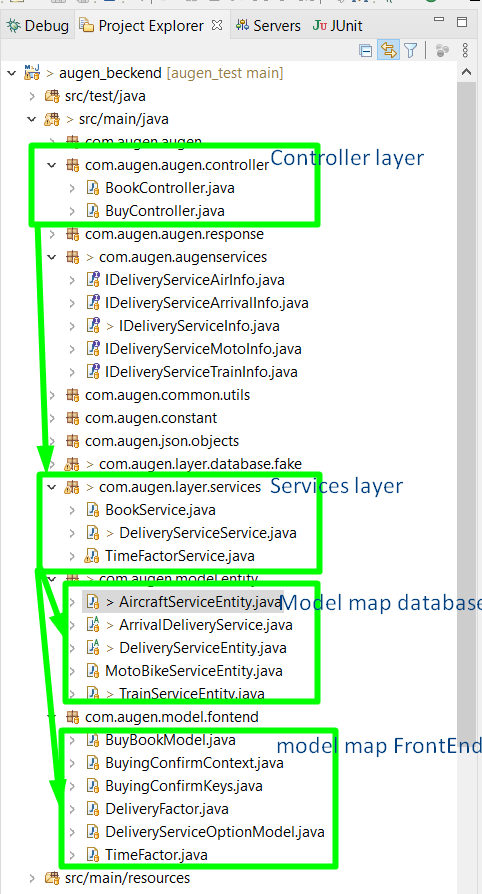 Debug Project Explorer Servers JUnit
> augen_beckend [augen_test main]
src/test/java
> src/main/java
com.augen.augen
com.augen.augen.controller Controller layer
BookController.java
BuyController.java
com.augen.augen.response
> com.augen.augenservices
IDeliveryServiceAirInfo.java
IDeliveryServiceArrivalInfo.java
> IDeliveryServiceInfo.java
IDeliveryServiceMotoInfo.java
IDeliveryServiceTrainInfo.java
com.augen.common.utils
com.augen.constant
com.augen.json.objects
> com.augen.layer.database.fake
> com.augen.layer.services Services layer
BookService.java
> DeliveryServiceService.java
TimeFactorService.java
> com.augen.model.entity
> AircraftServiceEntity.java Model map database
> ArrivalDeliveryService.java
> DeliveryServiceEntity.java
MotoBikeServiceEntity.java
> TrainServiceEntity.java
com.augen.model.fontend
BuyBookModel.java model map FrontEnd
BuyingConfirmContext.java
BuyingConfirmKeys.java
DeliveryFactor.java
DeliveryServiceOptionModel.java
TimeFactor.java
src/main/resources